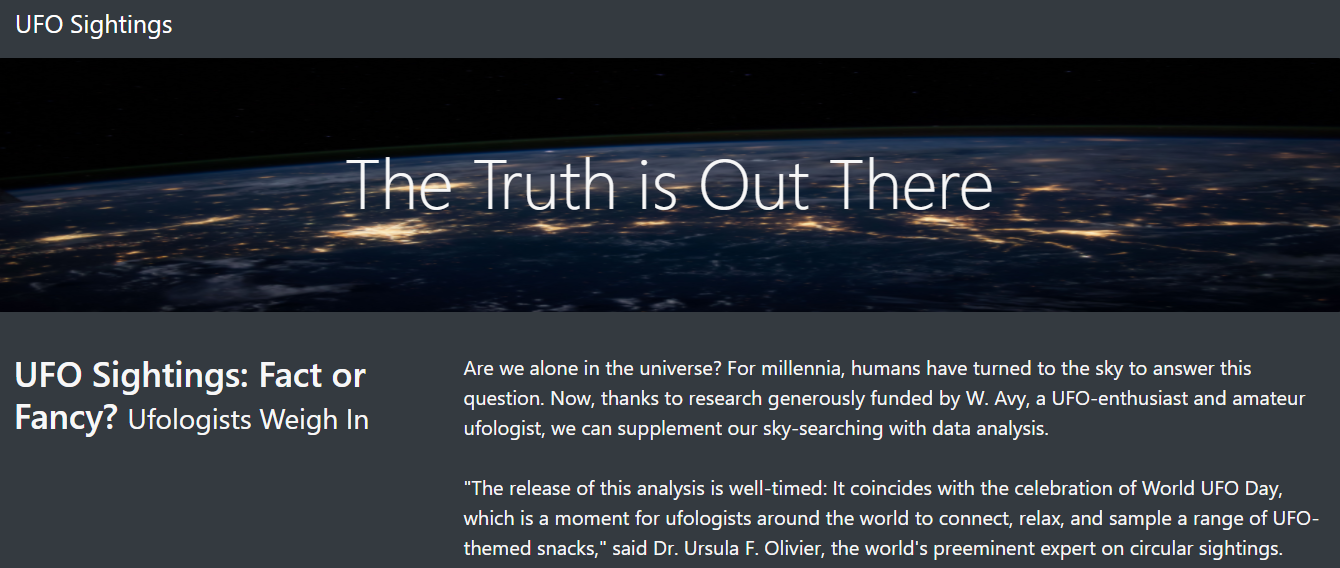 UFO Sightings
The Truth is Out There
UFO Sightings: Fact or
Fancy? Ufologists Weigh In
Are we alone in the universe? For millennia, humans have turned to the sky to answer this
question. Now, thanks to research generously funded by W. Avy, a UFO-enthusiast and amateur
ufologist, we can supplement our sky-searching with data analysis.
"The release of this analysis is well-timed: It coincides with the celebration of World UFO Day,
which is a moment for ufologists around the world to connect, relax, and sample a range of UFO-
themed snacks," said Dr. Ursula F. Olivier, the world's preeminent expert on circular sightings.